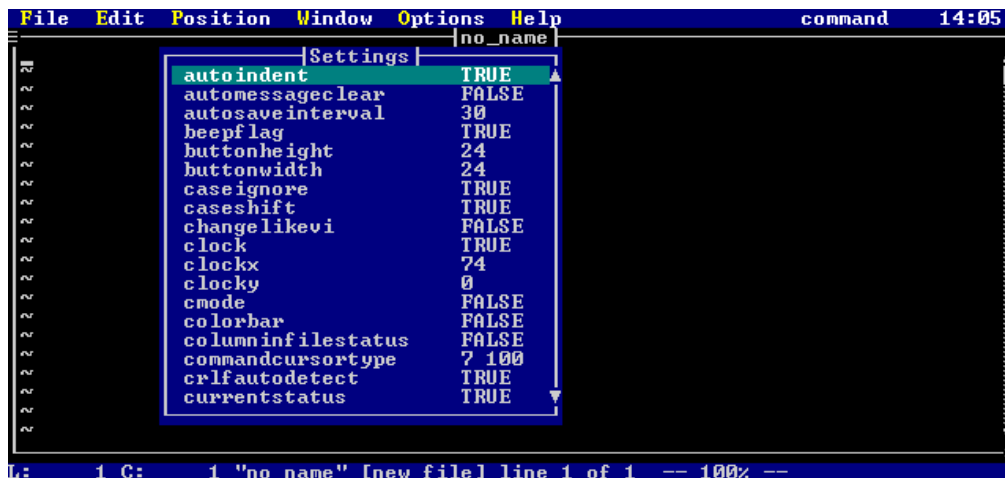 File Edit Position Window Options Help command 14:05
no_name
Settings
autoindent TRUE
automessageclear FALSE
autosaveinterval 30
beepflag TRUE
buttonheight 24
buttonwidth 24
caseignore TRUE
caseshift TRUE
changelikevi FALSE
clock TRUE
clockx 74
clocky 0
cmode FALSE
colorbar FALSE
columninfilestatus FALSE
commandcursortype 7 100
crlfautodetect TRUE
currentstatus TRUE
L: 1 C: 1 "no_name" [new file] line 1 of 1 -- 100% --